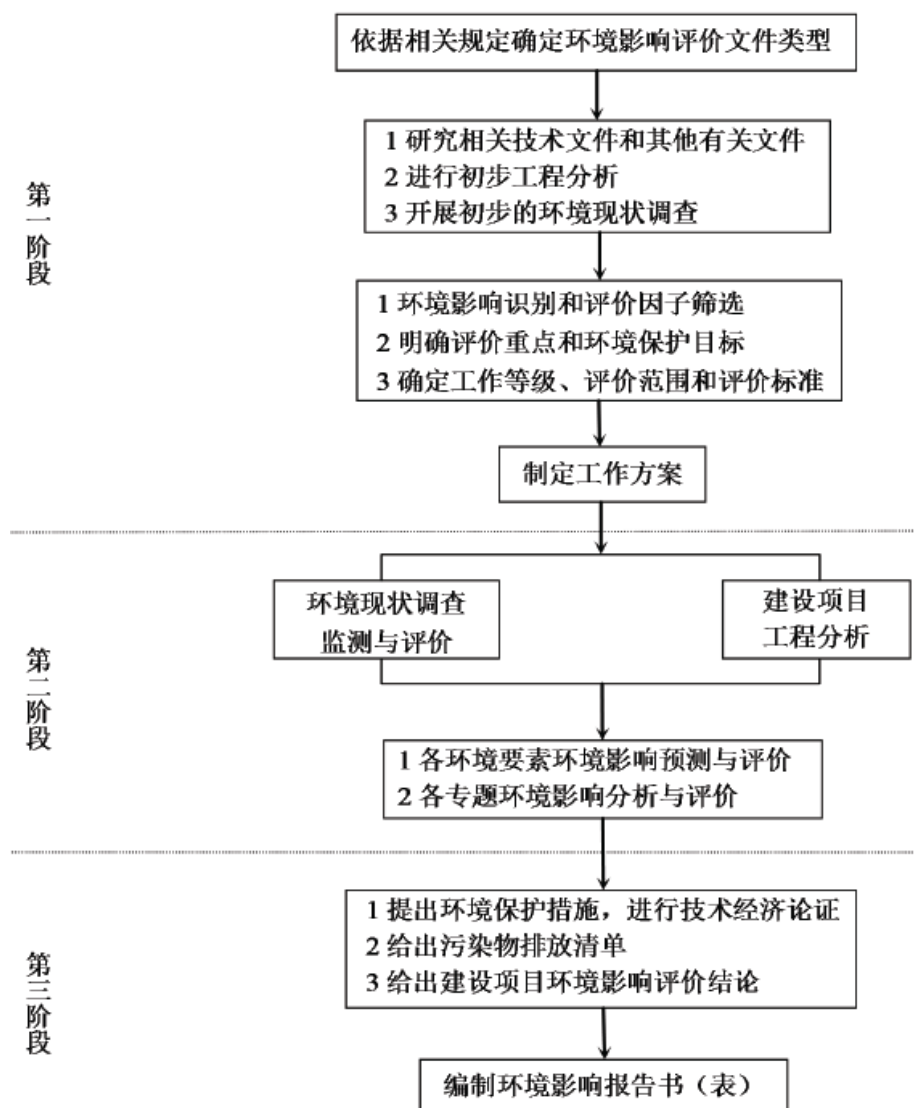 依据相关规定确定环境影响评价文件类型
1 研究相关技术文件和其他有关文件
2 进行初步工程分析
3 开展初步的环境现状调查
第一阶段
1 环境影响识别和评价因子筛选
2 明确评价重点和环境保护目标
3 确定工作等级、评价范围和评价标准
制定工作方案
环境现状调查
监测与评价
建设项目
工程分析
第二阶段
1 各环境要素环境影响预测与评价
2 各专题环境影响分析与评价
1 提出环境保护措施，进行技术经济论证
2 给出污染物排放清单
3 给出建设项目环境影响评价结论
第三阶段
编制环境影响报告书（表）